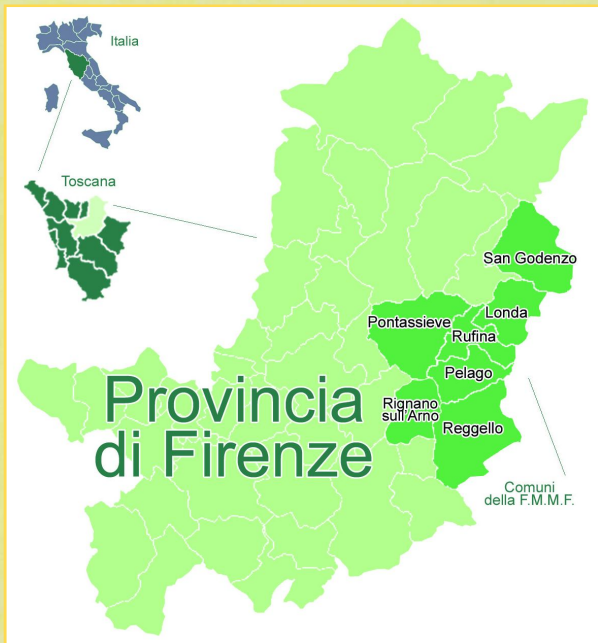 Italia
Toscana
San Godenzo
Londa
Pontassieve
Rufina
Pelago
Rignano
sull'Arno
Reggello
Provincia
di Firenze
Comuni
della F.M.M.F.